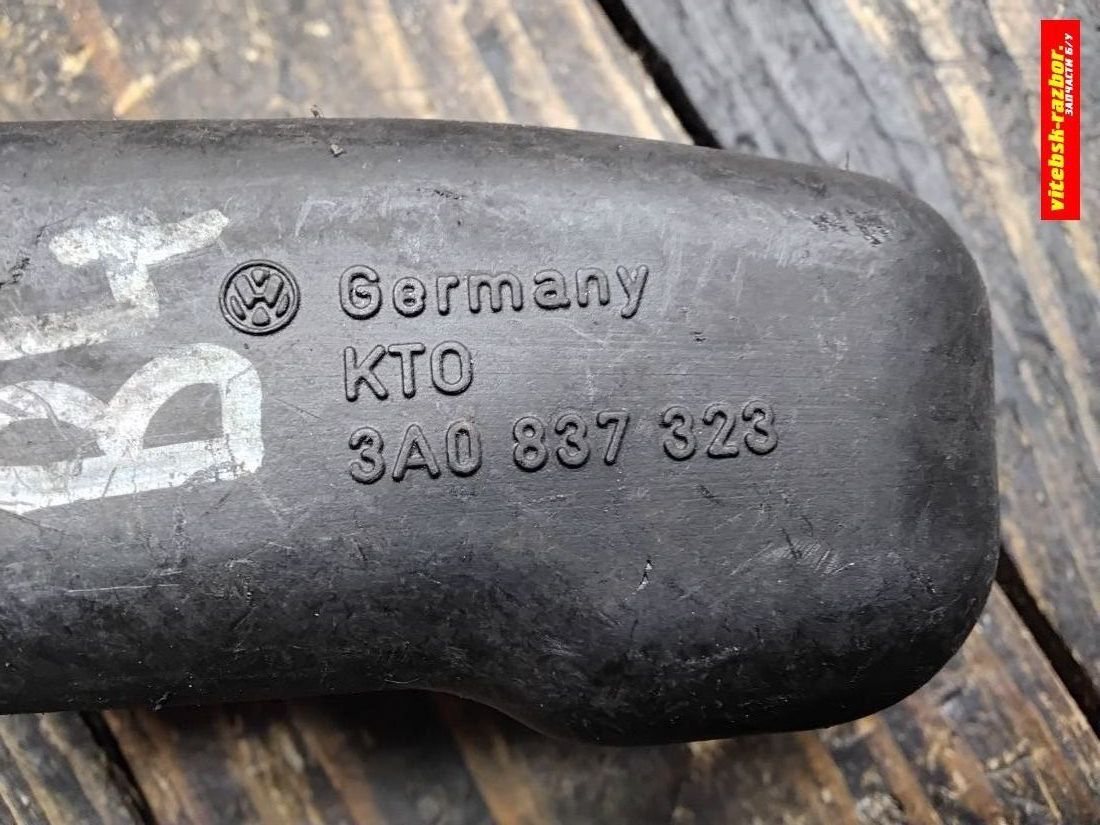 Germany
KTO
3A0 837 323
vitebsk-razbor.
ЗАПЧАСТИ Б/У